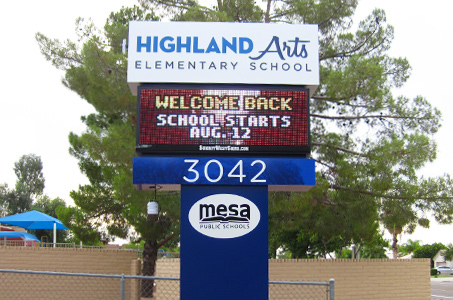 HIGHLAND Arts
ELEMENTARY SCHOOL
WELCOME BACK
SCHOOL STARTS
AUG. 12
3042
mesa
PUBLIC SCHOOLS